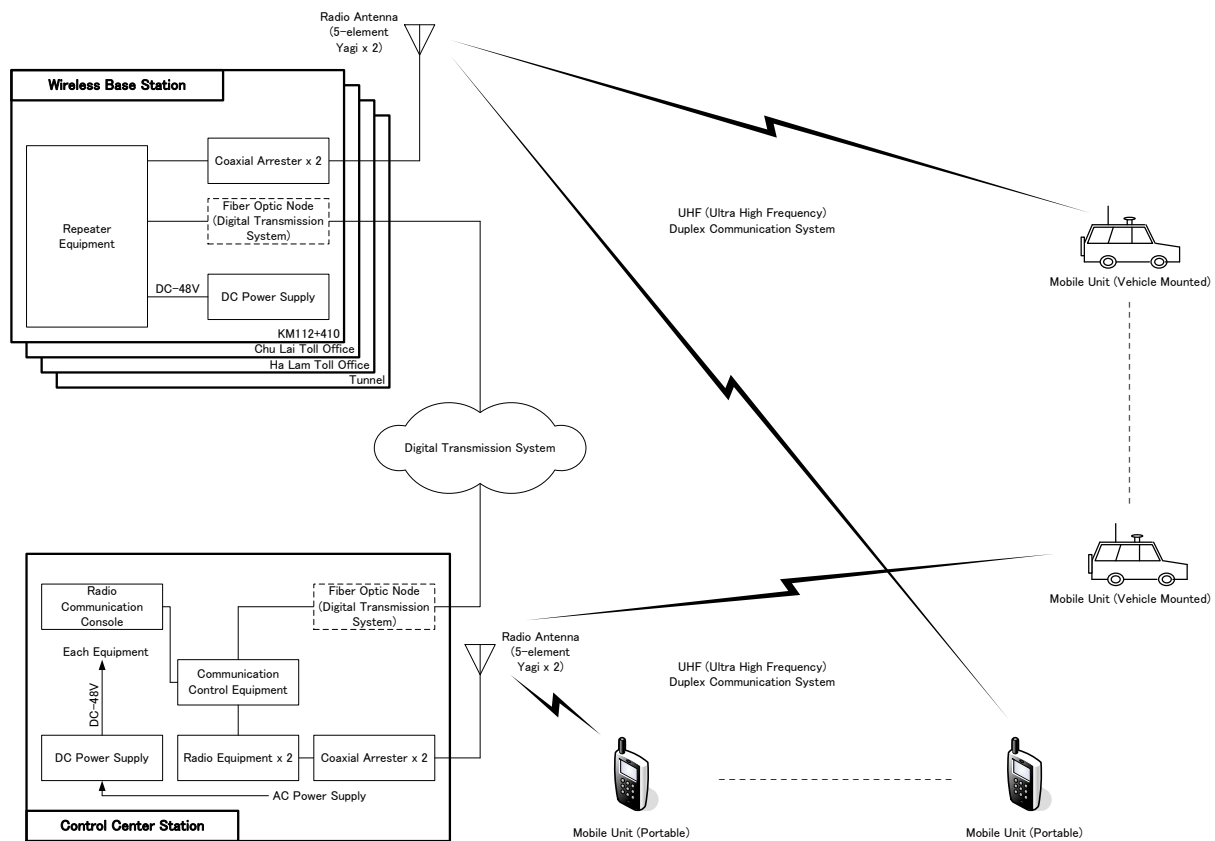 Radio Antenna
(5-element
Yagi x 2)
Wireless Base Station
Coaxial Arrester x 2
Fiber Optic Node
(Digital Transmission
System)
Repeater
Equipment
DC-48V
DC Power Supply
KM112+410
Chu Lai Toll Office
Ha Lam Toll Office
Tunnel
UHF (Ultra High Frequency)
Duplex Communication System
Mobile Unit (Vehicle Mounted)
Digital Transmission System
Mobile Unit (Vehicle Mounted)
Radio
Communication
Console
Fiber Optic Node
(Digital Transmission
System)
Each Equipment
DC-48V
Communication
Control Equipment
Radio Antenna
(5-element
Yagi x 2)
UHF (Ultra High Frequency)
Duplex Communication System
DC Power Supply
Radio Equipment x 2
Coaxial Arrester x 2
AC Power Supply
Control Center Station
Mobile Unit (Portable)
Mobile Unit (Portable)